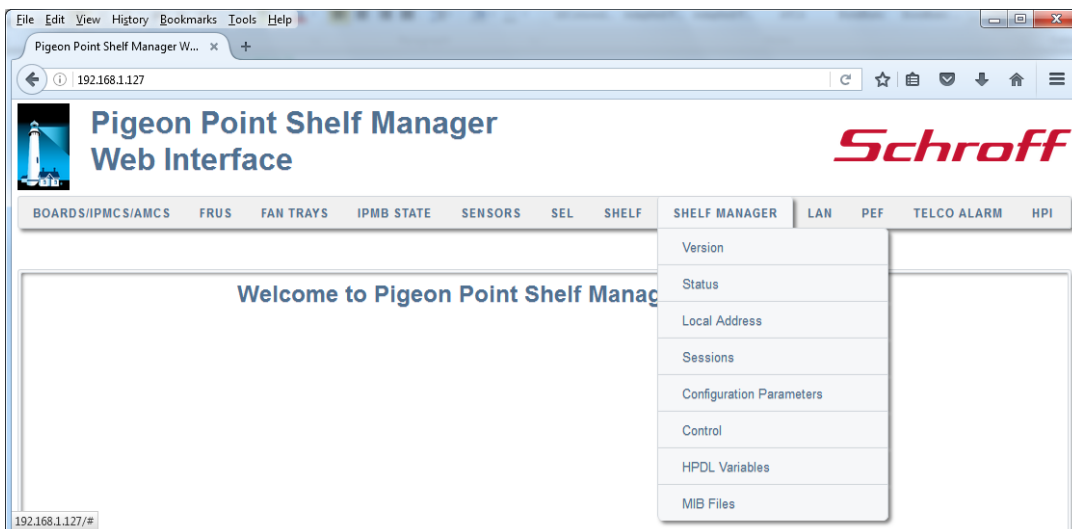 File Edit View History Bookmarks Tools Help
Pigeon Point Shelf Manager W... × +
192.168.1.127
Pigeon Point Shelf Manager
Web Interface
Schroff
BOARDS/IPMCS/AMCS FRUS FAN TRAYS IPMB STATE SENSORS SEL SHELF SHELF MANAGER LAN PEF TELCO ALARM HPI
Version
Welcome to Pigeon Point Shelf Manag
Status
Local Address
Sessions
Configuration Parameters
Control
HPDL Variables
MIB Files
192.168.1.127/#